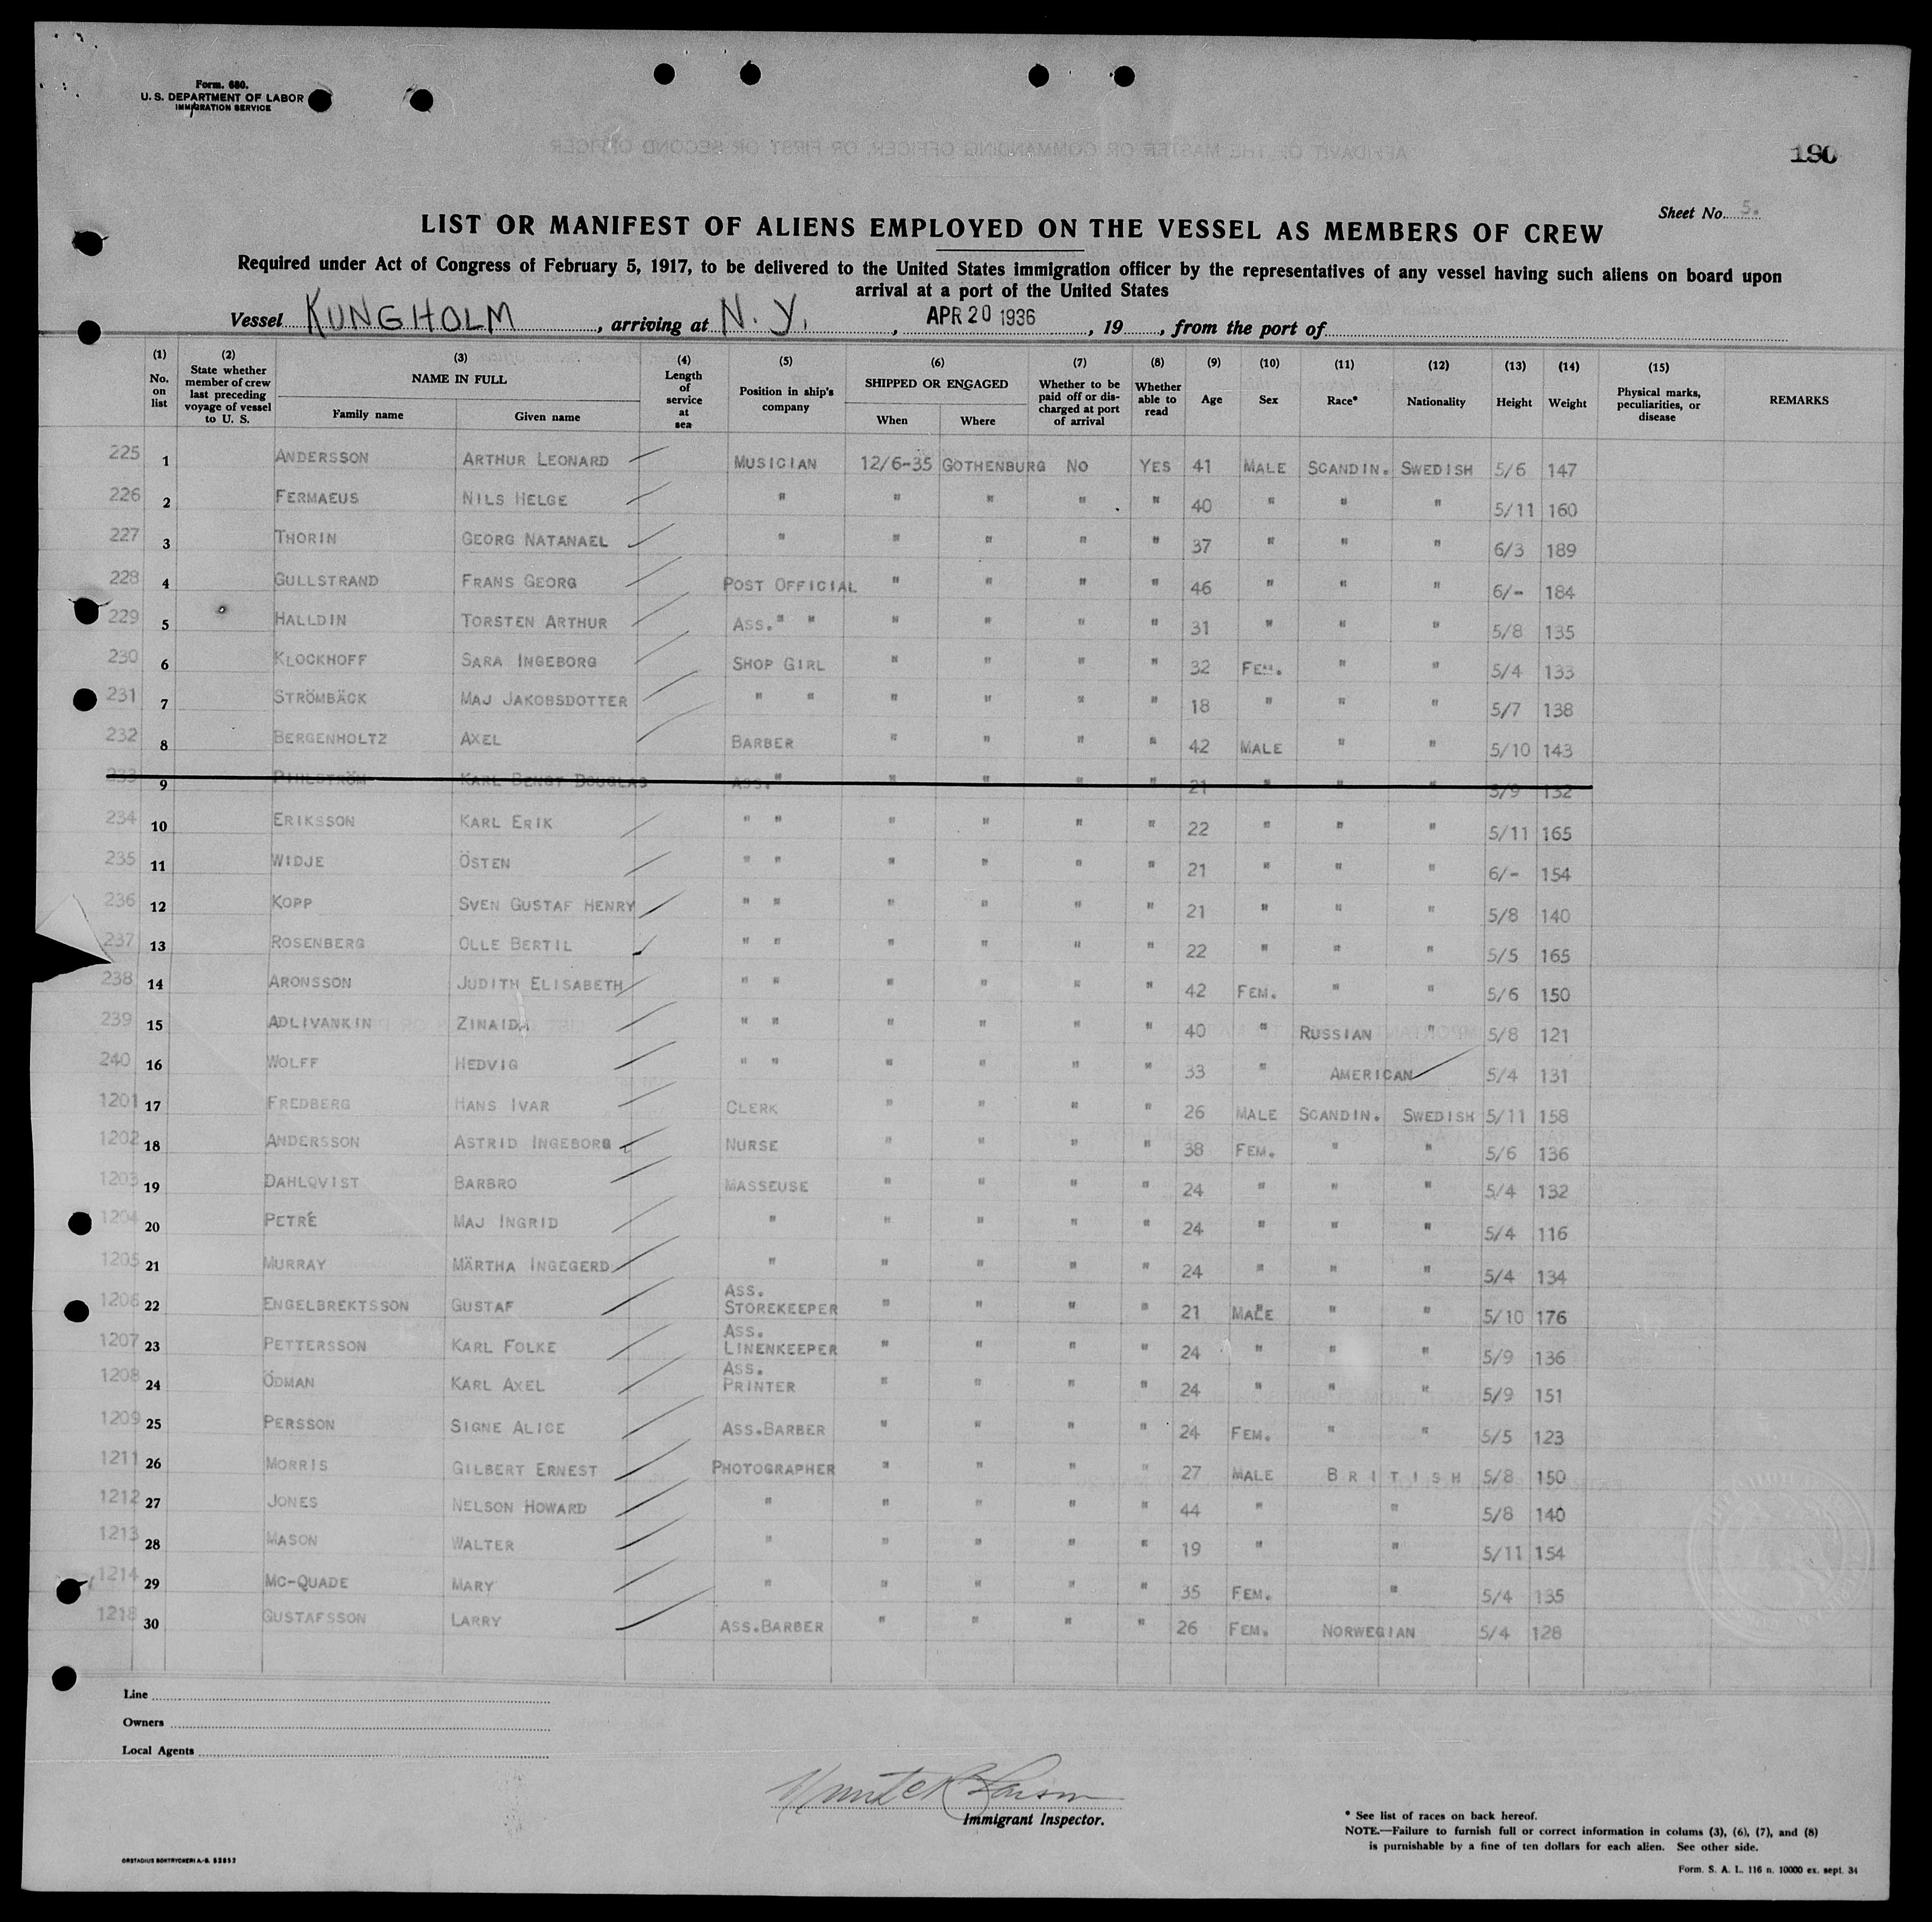 Form. 680.
U. S. DEPARTMENT OF LABOR
IMMIGRATION SERVICE
190
Sheet No. 5.
LIST OR MANIFEST OF ALIENS EMPLOYED ON THE VESSEL AS MEMBERS OF CREW
Required under Act of Congress of February 5, 1917, to be delivered to the United States immigration officer by the representatives of any vessel having such aliens on board upon
arrival at a port of the United States
Vessel KUNGHOLM, arriving at N. Y., APR 20 1936, 19, from the port of
(1) No. on list (2) State whether member of crew last preceding voyage of vessel to U. S. (3) NAME IN FULL Family name Given name (4) Length of service at sea (5) Position in ship's company (6) SHIPPED OR ENGAGED When Where (7) Whether to be paid off or discharged at port of arrival (8) Whether able to read (9) Age (10) Sex (11) Race* (12) Nationality (13) Height (14) Weight (15) Physical marks, peculiarities, or disease REMARKS
225 1 ANDERSSON ARTHUR LEONARD MUSICIAN 12/6-35 GOTHENBURG NO YES 41 MALE SCANDIN. SWEDISH 5/6 147
226 2 FERMAEUS NILS HELGE " " " " " 40 " " " 5/11 160
227 3 THORIN GEORG NATANAEL " " " " " 37 " " " 6/3 189
228 4 GULLSTRAND FRANS GEORG POST OFFICIAL " " " " 46 " " " 6/- 184
229 5 HALLDIN TORSTEN ARTHUR ASS. " " " " " " 31 " " " 5/8 135
230 6 KLOCKHOFF SARA INGEBORG SHOP GIRL " " " " 32 FEM. " " 5/4 133
231 7 STRÖMBÄCK MAJ JAKOBSDOTTER " " " " " " 18 " " " 5/7 138
232 8 BERGENHOLTZ AXEL BARBER " " " " 42 MALE " " 5/10 143
233 9 PIHLSTRÖM KARL BENGT DOUGLAS ASS. " " " " " 21 " " " 5/9 132
234 10 ERIKSSON KARL ERIK " " " " " " 22 " " " 5/11 165
235 11 WIDJE ÖSTEN " " " " " " 21 " " " 6/- 154
236 12 KOPP SVEN GUSTAF HENRY " " " " " " 21 " " " 5/8 140
237 13 ROSENBERG OLLE BERTIL " " " " " " 22 " " " 5/5 165
238 14 ARONSSON JUDITH ELISABETH " " " " " " 42 FEM. " " 5/6 150
239 15 ADLIVANKIN ZINAIDA " " " " " " 40 " RUSSIAN " 5/8 121
240 16 WOLFF HEDVIG " " " " " " 33 " AMERICAN 5/4 131
1201 17 FREDBERG HANS IVAR CLERK " " " " 26 MALE SCANDIN. SWEDISH 5/11 158
1202 18 ANDERSSON ASTRID INGEBORG NURSE " " " " 38 FEM. " " 5/6 136
1203 19 DAHLQVIST BARBRO MASSEUSE " " " " 24 " " " 5/4 132
1204 20 PETRÉ MAJ INGRID " " " " " 24 " " " 5/4 116
1205 21 MURRAY MÄRTHA INGEGERD " " " " " 24 " " " 5/4 134
1206 22 ENGELBREKTSSON GUSTAF ASS. STOREKEEPER " " " " 21 MALE " " 5/10 176
1207 23 PETTERSSON KARL FOLKE ASS. LINENKEEPER " " " " 24 " " " 5/9 136
1208 24 ÖDMAN KARL AXEL ASS. PRINTER " " " " 24 " " " 5/9 151
1209 25 PERSSON SIGNE ALICE ASS.BARBER " " " " 24 FEM. " " 5/5 123
1211 26 MORRIS GILBERT ERNEST PHOTOGRAPHER " " " " 27 MALE BRITISH 5/8 150
1212 27 JONES NELSON HOWARD " " " " " 44 " " 5/8 140
1213 28 MASON WALTER " " " " " 19 " " 5/11 154
1214 29 MC-QUADE MARY " " " " " 35 FEM. " 5/4 135
1218 30 GUSTAFSSON LARRY ASS.BARBER " " " " 26 FEM. NORWEGIAN 5/4 128
Line
Owners
Local Agents
Immigrant Inspector.
* See list of races on back hereof.
NOTE.—Failure to furnish full or correct information in colums (3), (6), (7), and (8)
is purnishable by a fine of ten dollars for each alien. See other side.
ORSTADIUS BOKTRYCKERI A.-B. 52852
Form. S. A. L. 116 n. 10000 ex. sept. 34